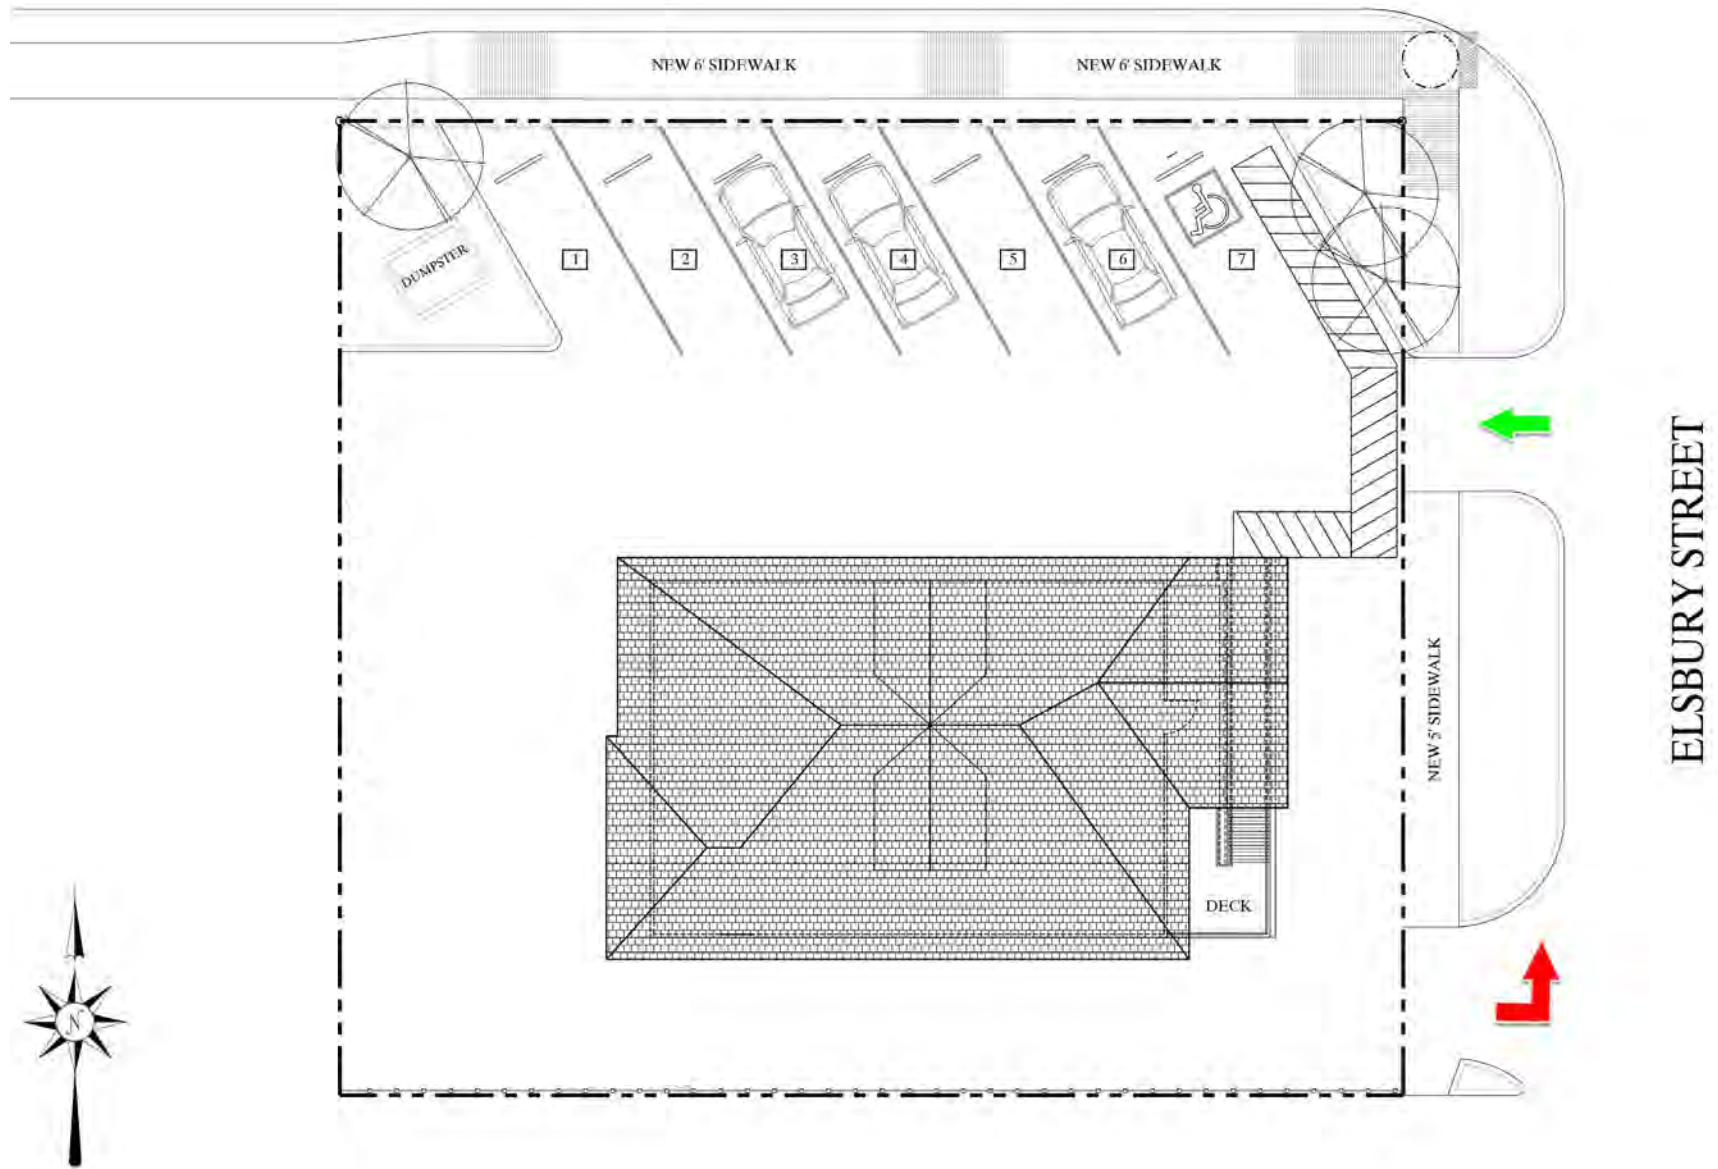 NEW 6' SIDEWALK
NEW 6' SIDEWALK
DUMPSTER
1
2
3
4
5
6
7
ELSBURY STREET
NEW 5' SIDEWALK
DECK
N